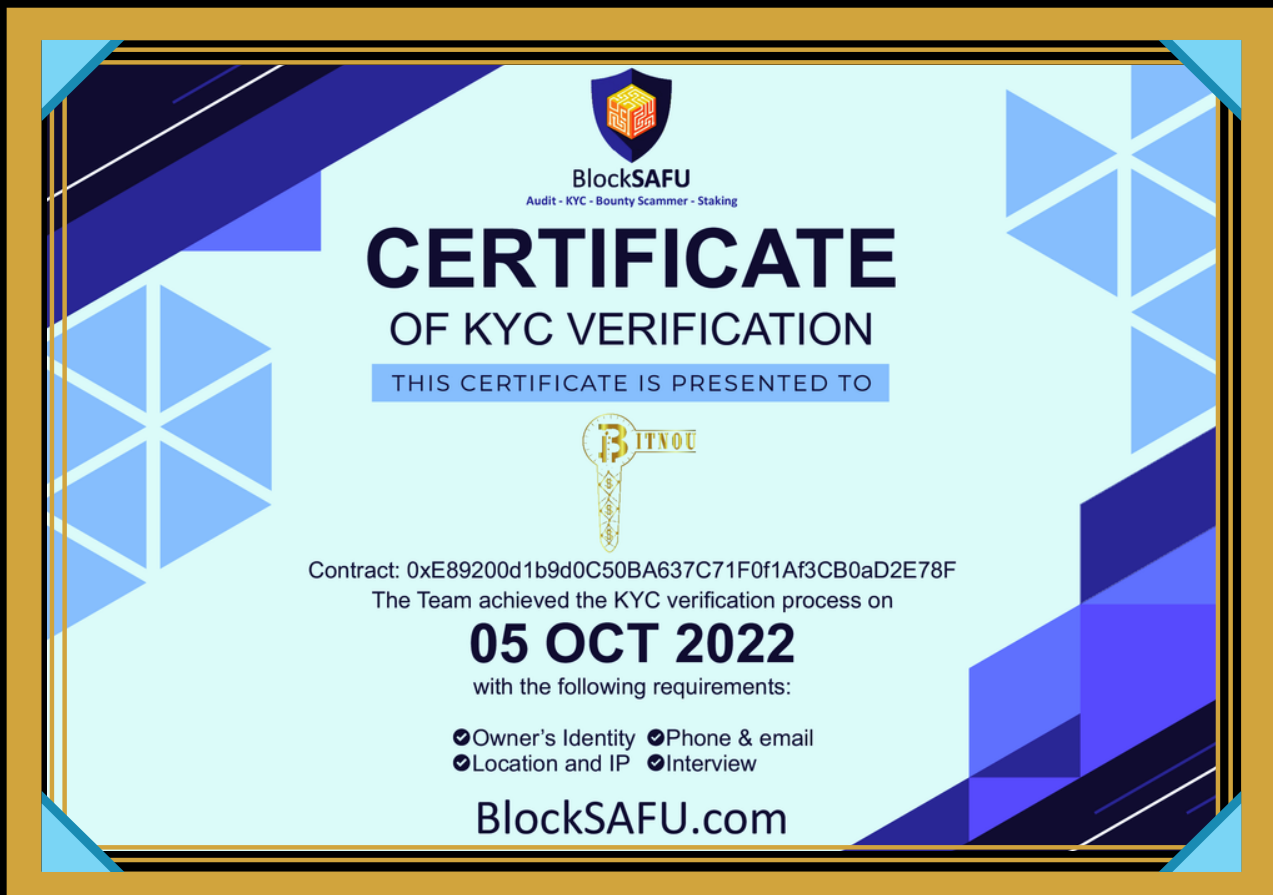 BlockSAFU
Audit - KYC - Bounty Scammer - Staking
CERTIFICATE
OF KYC VERIFICATION
THIS CERTIFICATE IS PRESENTED TO
BITNOU
Contract: 0xE89200d1b9d0C50BA637C71F0f1Af3CB0aD2E78F
The Team achieved the KYC verification process on
05 OCT 2022
with the following requirements:
Owner's Identity Phone & email
Location and IP Interview
BlockSAFU.com